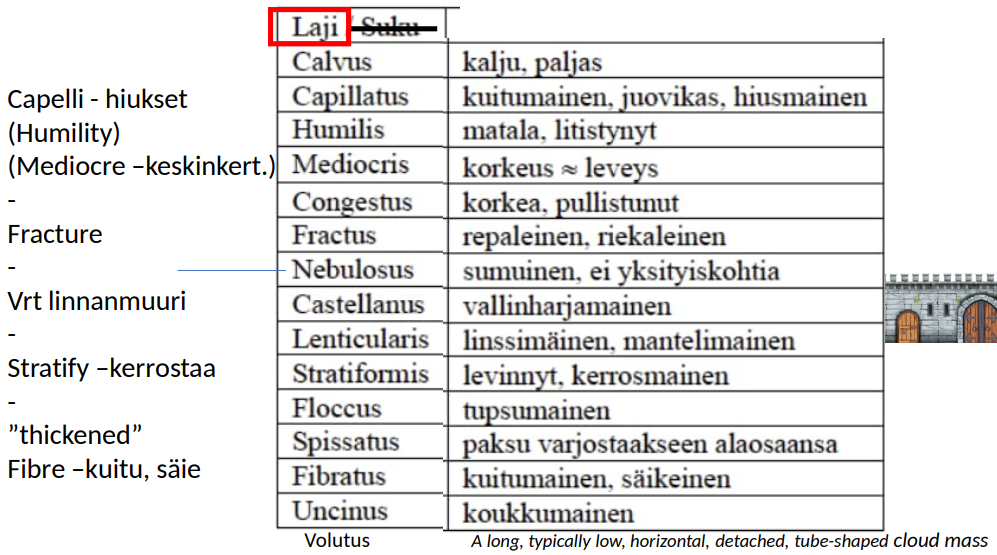 Laji / Suku
Calvus kalju, paljas
Capelli - hiukset Capillatus kuitumainen, juovikas, hiusmainen
(Humility) Humilis matala, litistynyt
(Mediocre –keskinkert.) Mediocris korkeus ≈ leveys
- Congestus korkea, pullistunut
Fracture Fractus repaleinen, riekaleinen
- Nebulosus sumuinen, ei yksityiskohtia
Vrt linnanmuuri Castellanus vallinharjamainen
- Lenticularis linssimäinen, mantelimainen
Stratify –kerrostaa Stratiformis levinnyt, kerrosmainen
- Floccus tupsumainen
”thickened” Spissatus paksu varjostaakseen alaosaansa
Fibre –kuitu, säie Fibratus kuitumainen, säikeinen
Uncinus koukkumainen
Volutus A long, typically low, horizontal, detached, tube-shaped cloud mass